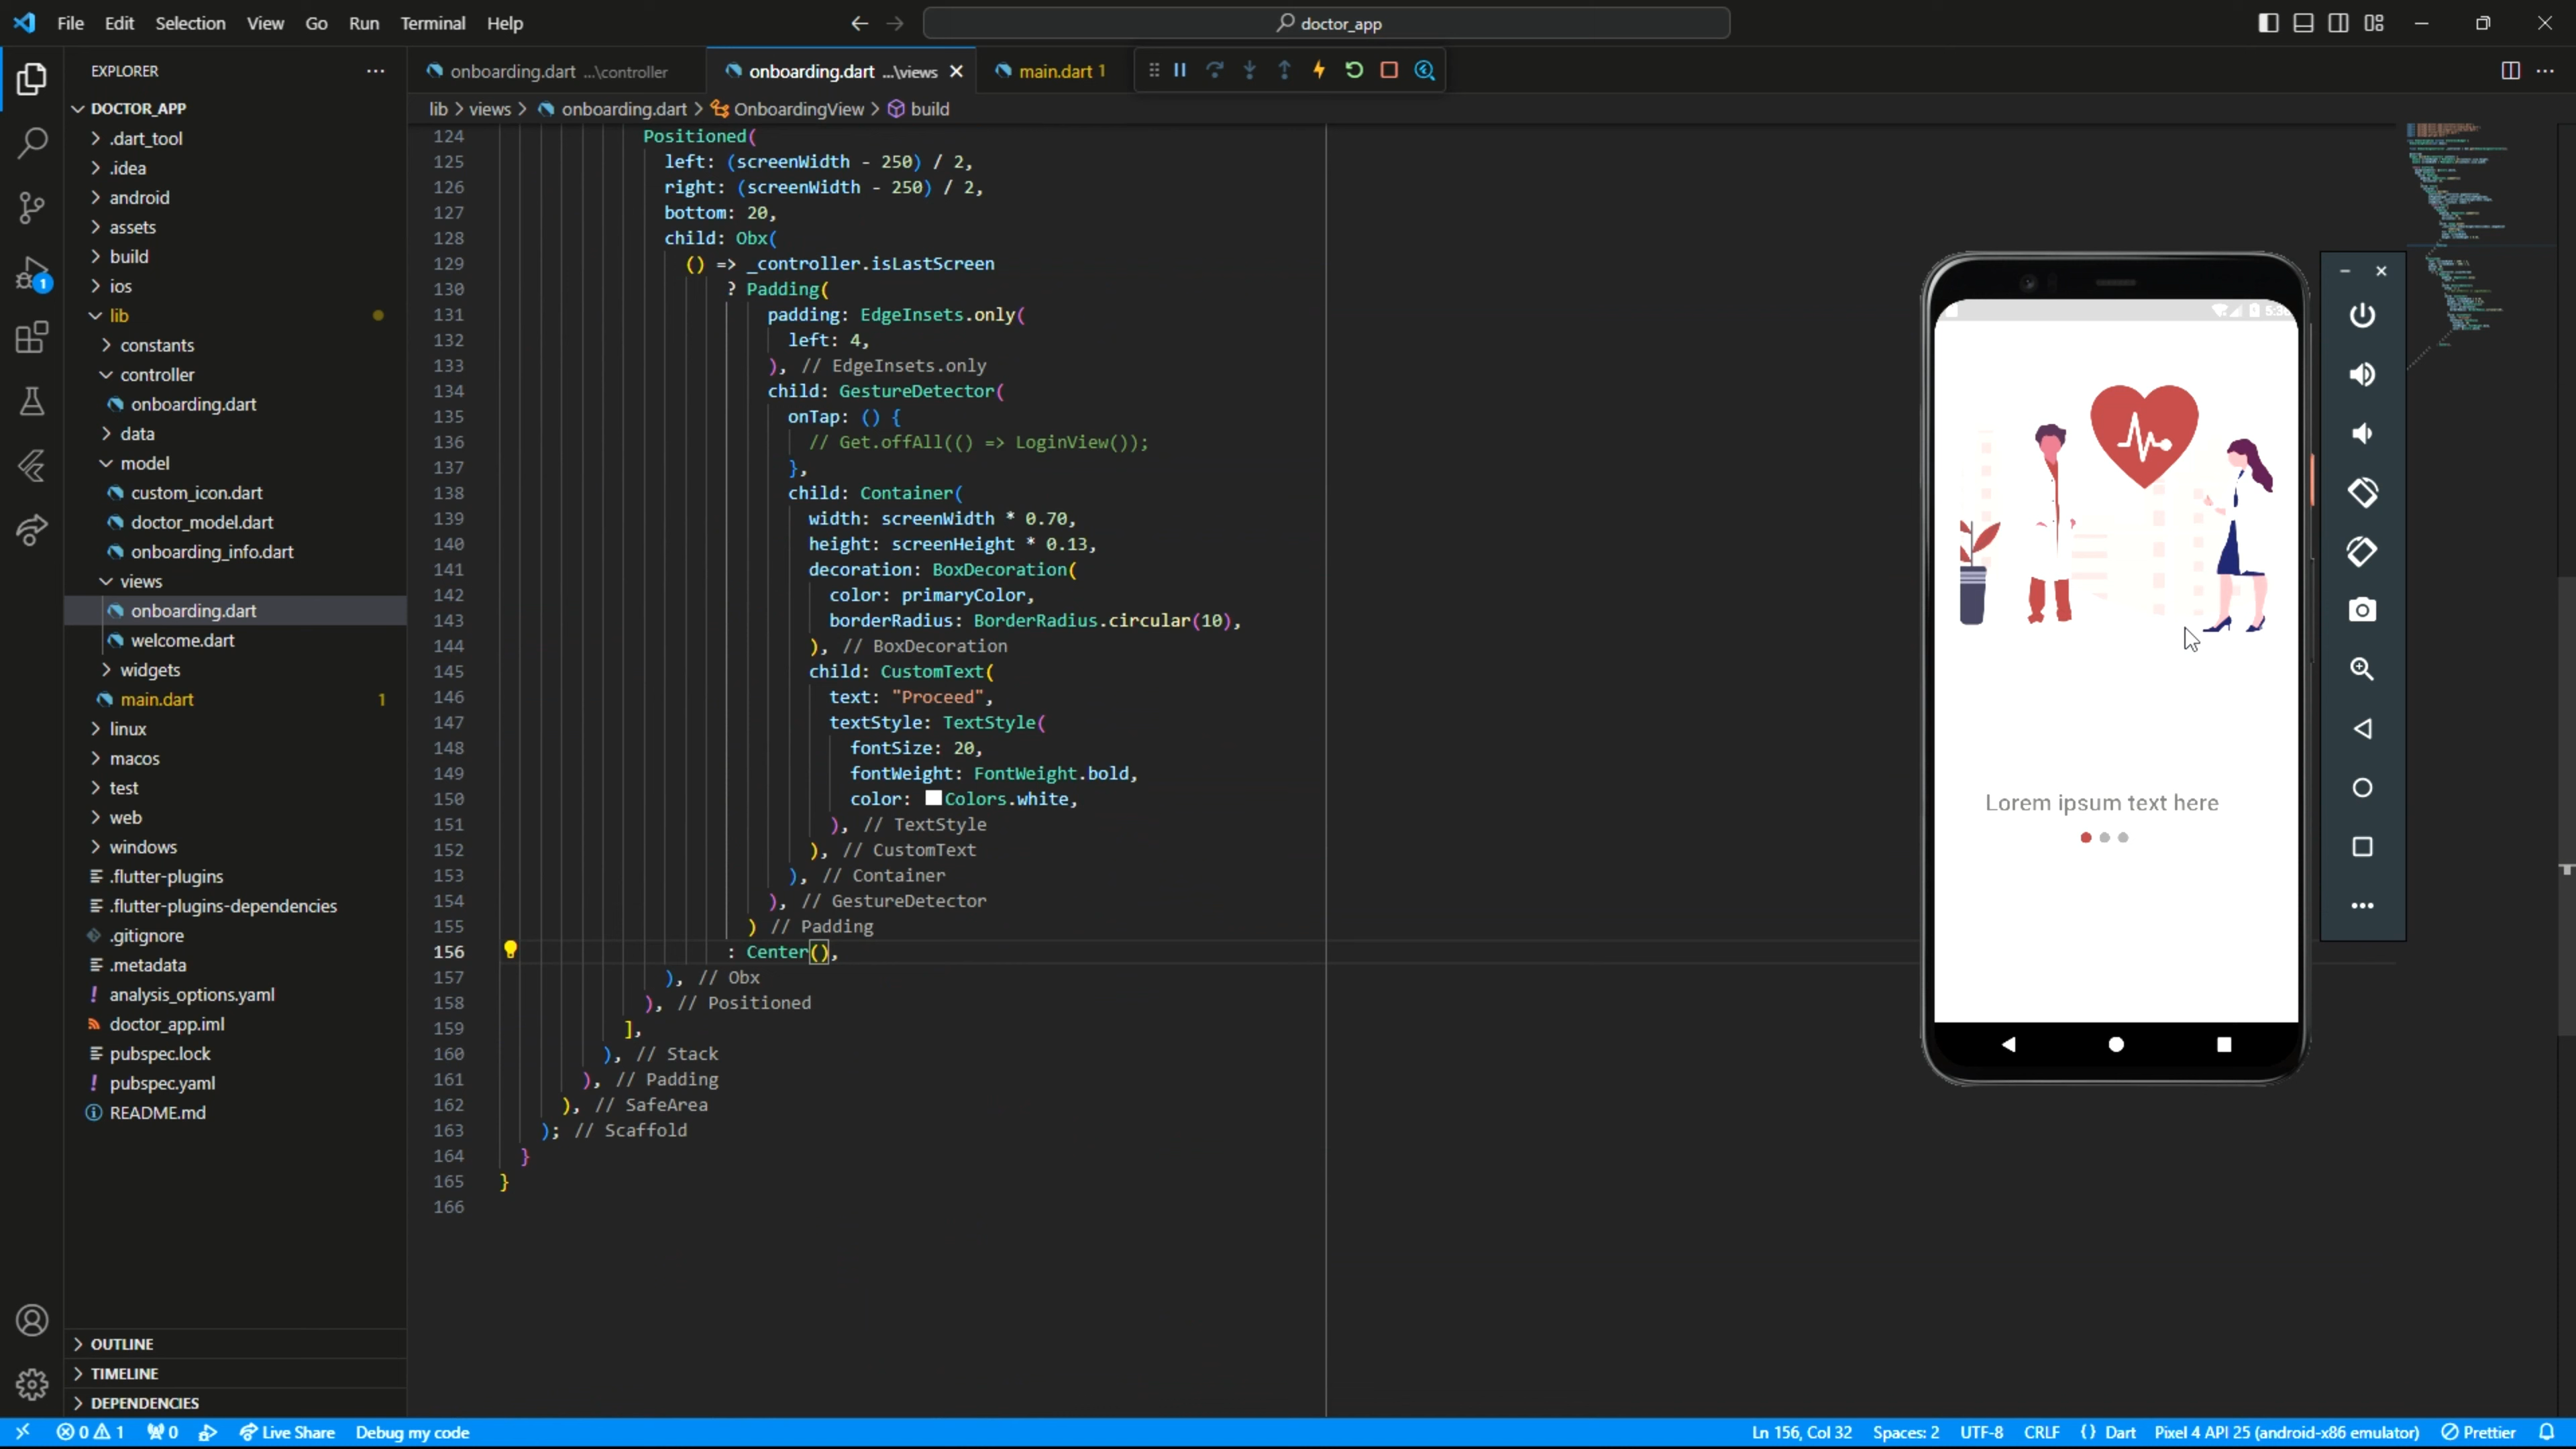 File Edit Selection View Go Run Terminal Help
doctor_app
EXPLORER
DOCTOR_APP
.dart_tool
.idea
android
assets
build
ios
lib
constants
controller
onboarding.dart
data
model
custom_icon.dart
doctor_model.dart
onboarding_info.dart
views
onboarding.dart
welcome.dart
widgets
main.dart 1
linux
macos
test
web
windows
.flutter-plugins
.flutter-plugins-dependencies
.gitignore
.metadata
analysis_options.yaml
doctor_app.iml
pubspec.lock
pubspec.yaml
README.md
OUTLINE
TIMELINE
DEPENDENCIES
1
onboarding.dart ...\controller
onboarding.dart ...\views
main.dart 1
lib > views > onboarding.dart > OnboardingView > build
124 Positioned(
125 left: (screenWidth - 250) / 2,
126 right: (screenWidth - 250) / 2,
127 bottom: 20,
128 child: Obx(
129 () => _controller.isLastScreen
130 ? Padding(
131 padding: EdgeInsets.only(
132 left: 4,
133 ), // EdgeInsets.only
134 child: GestureDetector(
135 onTap: () {
136 // Get.offAll(() => LoginView());
137 },
138 child: Container(
139 width: screenWidth * 0.70,
140 height: screenHeight * 0.13,
141 decoration: BoxDecoration(
142 color: primaryColor,
143 borderRadius: BorderRadius.circular(10),
144 ), // BoxDecoration
145 child: CustomText(
146 text: "Proceed",
147 textStyle: TextStyle(
148 fontSize: 20,
149 fontWeight: FontWeight.bold,
150 color: Colors.white,
151 ), // TextStyle
152 ), // CustomText
153 ), // Container
154 ), // GestureDetector
155 ) // Padding
156 : Center(),
157 ), // Obx
158 ), // Positioned
159 ],
160 ), // Stack
161 ), // Padding
162 ), // SafeArea
163 ); // Scaffold
164 }
165 }
166
Lorem ipsum text here
0 1 0 Live Share Debug my code
Ln 156, Col 32 Spaces: 2 UTF-8 CRLF {} Dart Pixel 4 API 25 (android-x86 emulator) Prettier